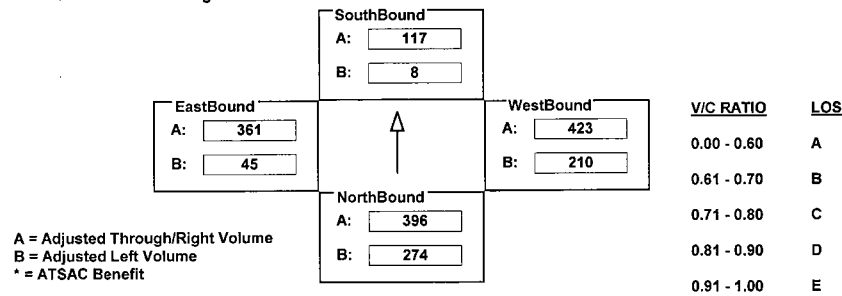 SouthBound
A: 117
B: 8
EastBound
A: 361
B: 45
WestBound
A: 423
B: 210
NorthBound
A: 396
B: 274
A = Adjusted Through/Right Volume
B = Adjusted Left Volume
* = ATSAC Benefit
V/C RATIO LOS
0.00 - 0.60 A
0.61 - 0.70 B
0.71 - 0.80 C
0.81 - 0.90 D
0.91 - 1.00 E